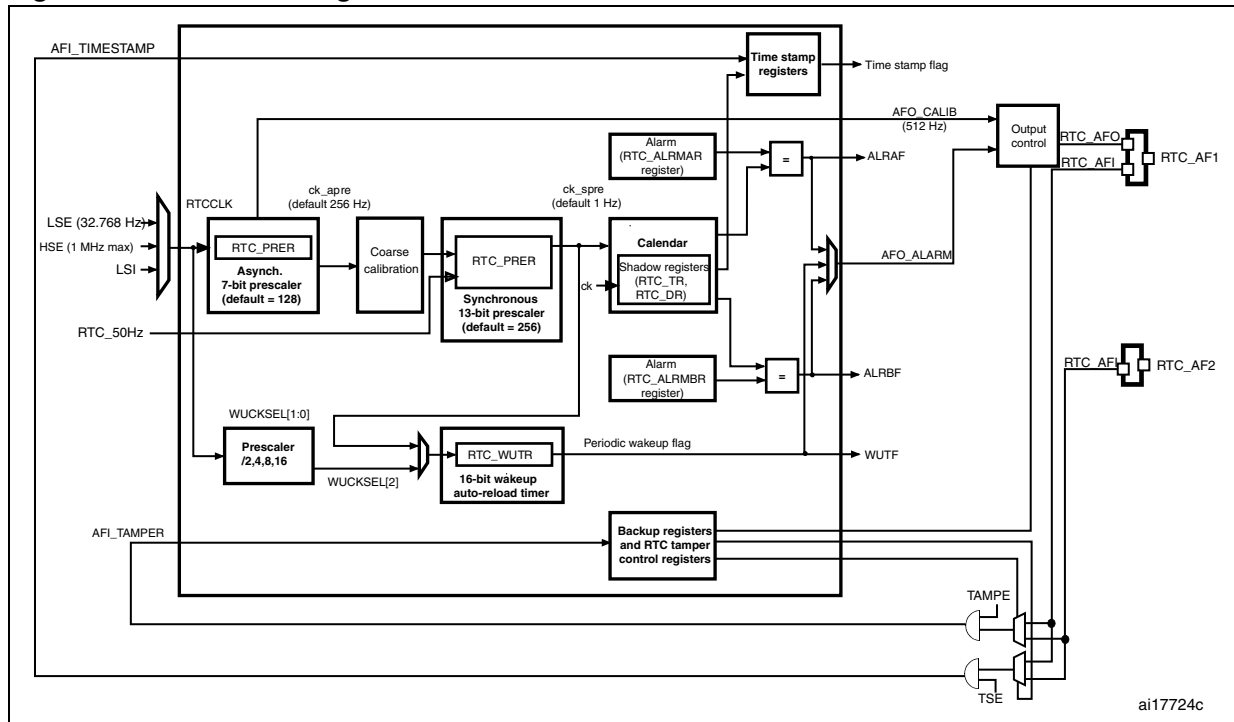 AFI_TIMESTAMP
Time stamp
registers
Time stamp flag
AFO_CALIB
(512 Hz)
Output
control
RTC_AFO
RTC_AFI
RTC_AF1
Alarm
(RTC_ALRMAR
register)
=
ALRAF
RTCCLK
ck_apre
(default 256 Hz)
ck_spre
(default 1 Hz)
LSE (32.768 Hz)
HSE (1 MHz max)
LSI
RTC_PRER
Asynch.
7-bit prescaler
(default = 128)
Coarse
calibration
RTC_PRER
Synchronous
13-bit prescaler
(default = 256)
Calendar
Shadow registers
(RTC_TR,
RTC_DR)
ck
AFO_ALARM
RTC_50Hz
Alarm
(RTC_ALRMBR
register)
=
ALRBF
RTC_AFI
RTC_AF2
WUCKSEL[1:0]
Prescaler
/2,4,8,16
WUCKSEL[2]
RTC_WUTR
16-bit wakeup
auto-reload timer
Periodic wakeup flag
WUTF
AFI_TAMPER
Backup registers
and RTC tamper
control registers
TAMPE
TSE
ai17724c